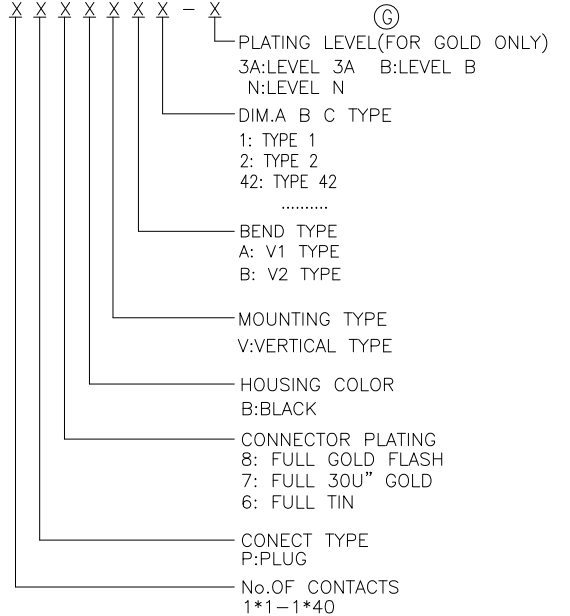 X X X X X X X - X
G
PLATING LEVEL(FOR GOLD ONLY)
3A:LEVEL 3A B:LEVEL B
N:LEVEL N
DIM.A B C TYPE
1: TYPE 1
2: TYPE 2
42: TYPE 42
..........
BEND TYPE
A: V1 TYPE
B: V2 TYPE
MOUNTING TYPE
V:VERTICAL TYPE
HOUSING COLOR
B:BLACK
CONNECTOR PLATING
8: FULL GOLD FLASH
7: FULL 30U” GOLD
6: FULL TIN
CONECT TYPE
P:PLUG
No.OF CONTACTS
1*1-1*40